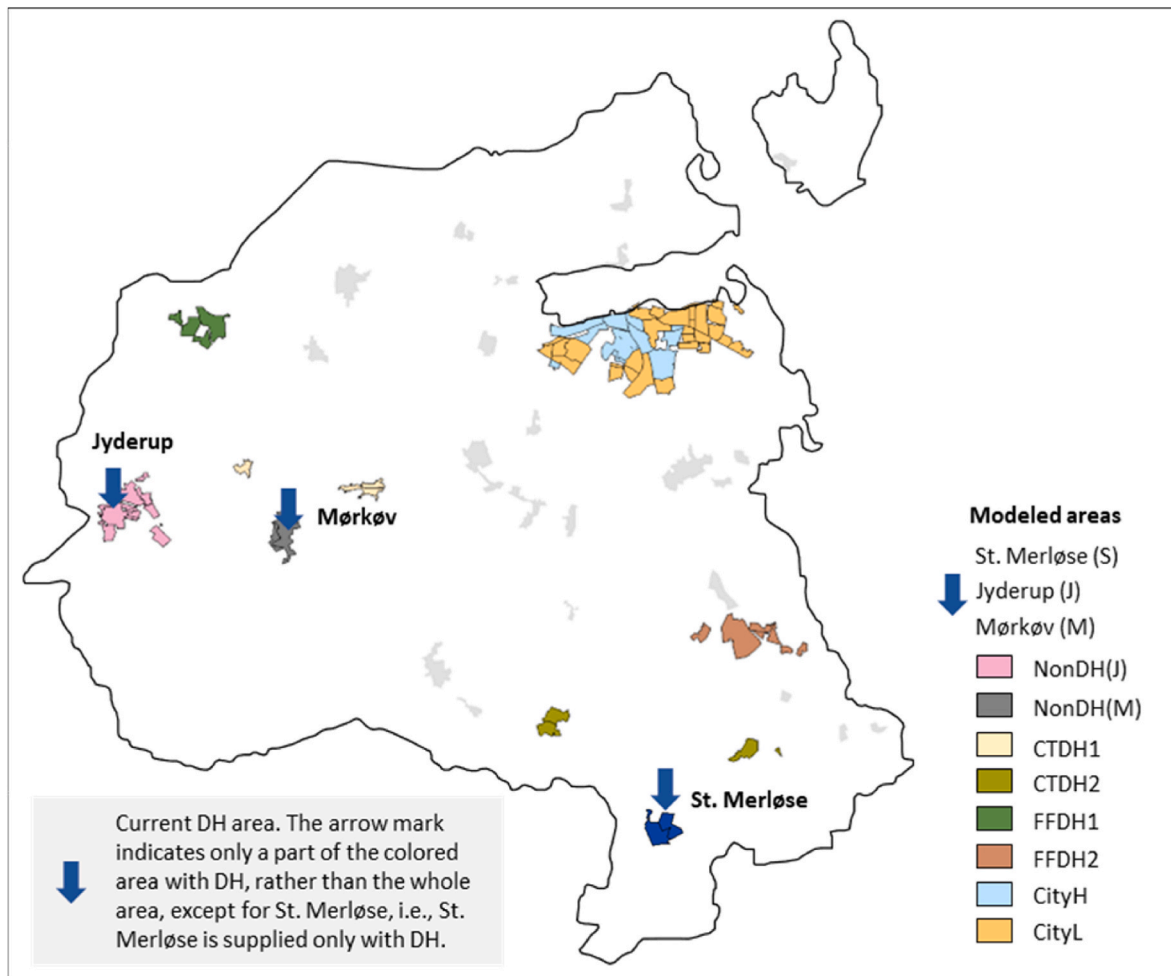 Jyderup
Mørkøv
St. Merløse
Modeled areas
St. Merløse (S)
Jyderup (J)
Mørkøv (M)
NonDH(J)
NonDH(M)
CTDH1
CTDH2
FFDH1
FFDH2
CityH
CityL
Current DH area. The arrow mark
indicates only a part of the colored
area with DH, rather than the whole
area, except for St. Merløse, i.e., St.
Merløse is supplied only with DH.